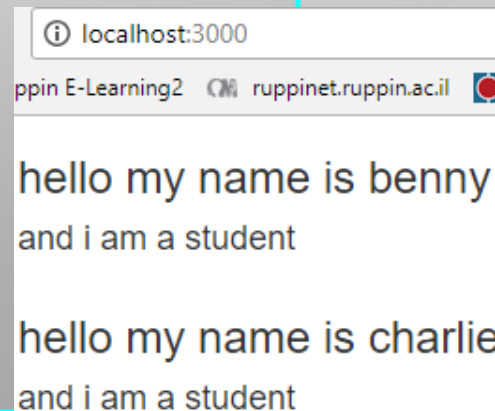 localhost:3000
ppin E-Learning2 ruppinet.ruppin.ac.il
hello my name is benny
and i am a student
hello my name is charlie
and i am a student